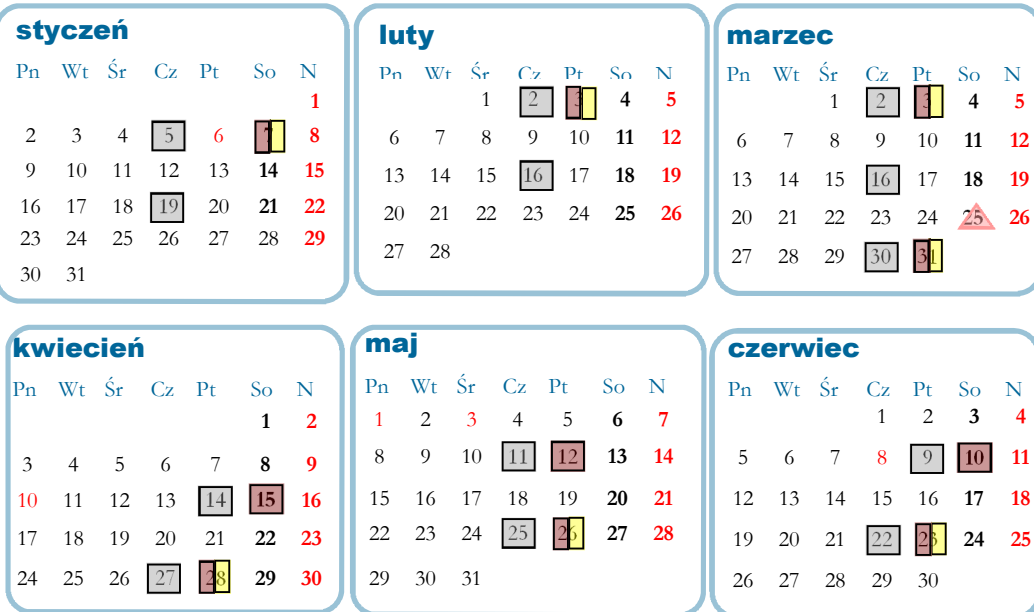 styczeń
Pn Wt Śr Cz Pt So N
1
2 3 4 5 6 7 8
9 10 11 12 13 14 15
16 17 18 19 20 21 22
23 24 25 26 27 28 29
30 31
luty
Pn Wt Śr Cz Pt So N
1 2 3 4 5
6 7 8 9 10 11 12
13 14 15 16 17 18 19
20 21 22 23 24 25 26
27 28
marzec
Pn Wt Śr Cz Pt So N
1 2 3 4 5
6 7 8 9 10 11 12
13 14 15 16 17 18 19
20 21 22 23 24 25 26
27 28 29 30 31
kwiecień
Pn Wt Śr Cz Pt So N
1 2
3 4 5 6 7 8 9
10 11 12 13 14 15 16
17 18 19 20 21 22 23
24 25 26 27 28 29 30
maj
Pn Wt Śr Cz Pt So N
1 2 3 4 5 6 7
8 9 10 11 12 13 14
15 16 17 18 19 20 21
22 23 24 25 26 27 28
29 30 31
czerwiec
Pn Wt Śr Cz Pt So N
1 2 3 4
5 6 7 8 9 10 11
12 13 14 15 16 17 18
19 20 21 22 23 24 25
26 27 28 29 30